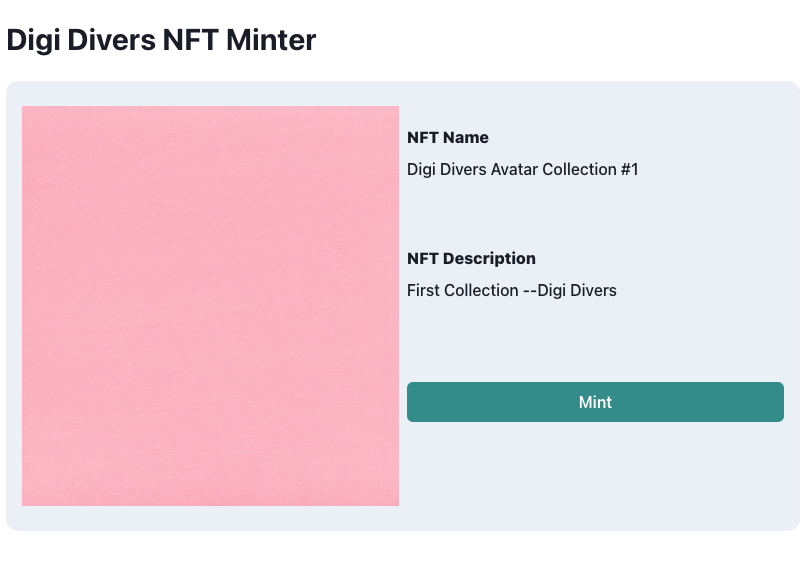 Digi Divers NFT Minter
NFT Name
Digi Divers Avatar Collection #1
NFT Description
First Collection --Digi Divers
Mint